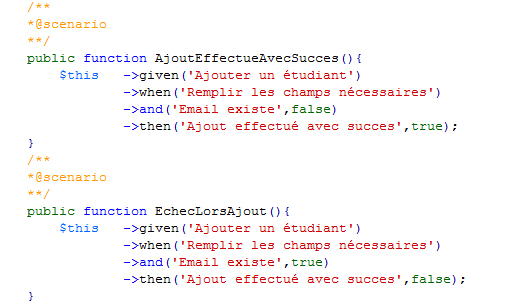 /**
*@scenario
**/
public function AjoutEffectueAvecSucces(){
$this ->given('Ajouter un étudiant')
->when('Remplir les champs nécessaires')
->and('Email existe',false)
->then('Ajout effectué avec succes',true);
}
/**
*@scenario
**/
public function EchecLorsAjout(){
$this ->given('Ajouter un étudiant')
->when('Remplir les champs nécessaires')
->and('Email existe',true)
->then('Ajout effectué avec succes',false);
}